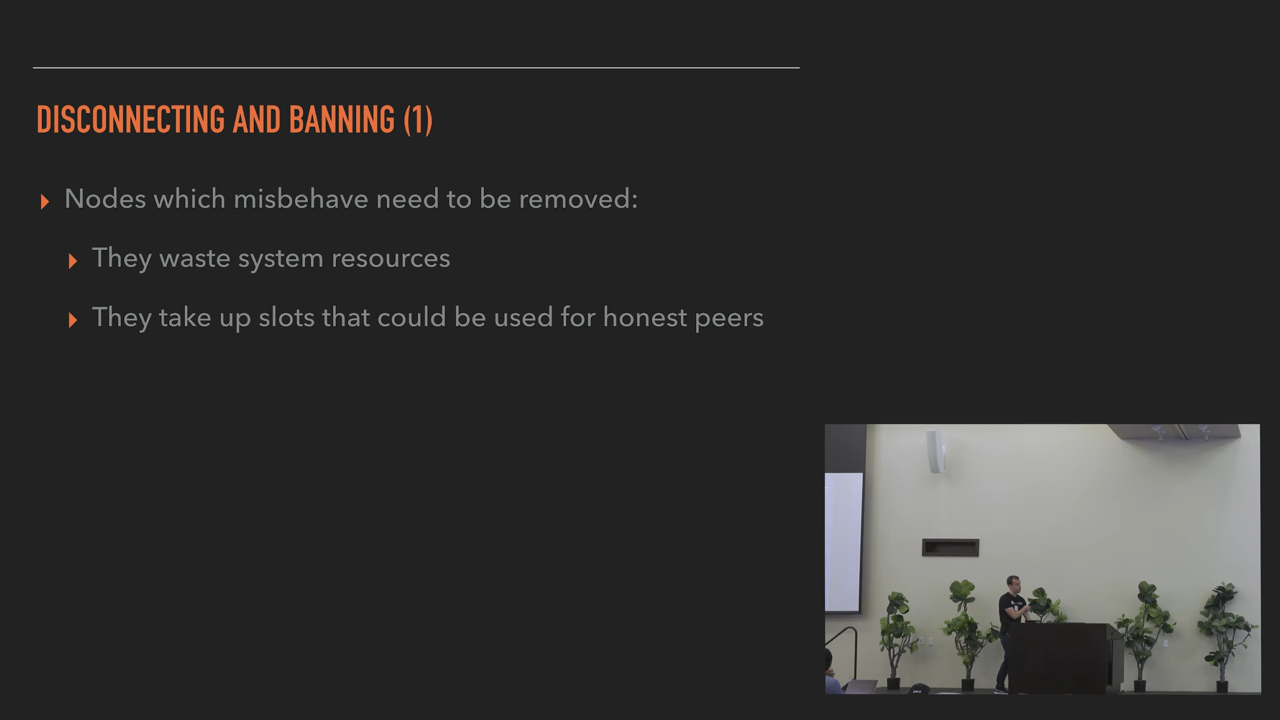 DISCONNECTING AND BANNING (1)
Nodes which misbehave need to be removed:
They waste system resources
They take up slots that could be used for honest peers